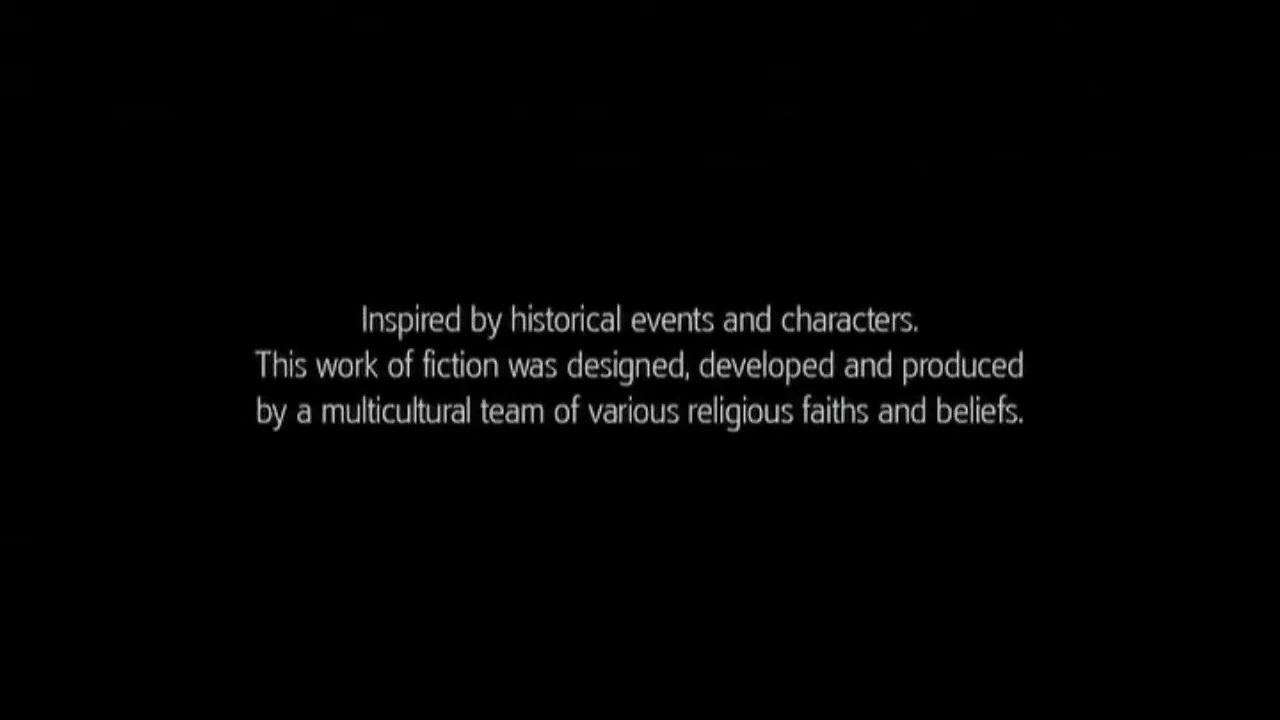 Inspired by historical events and characters.
This work of fiction was designed, developed and produced
by a multicultural team of various religious faiths and beliefs.